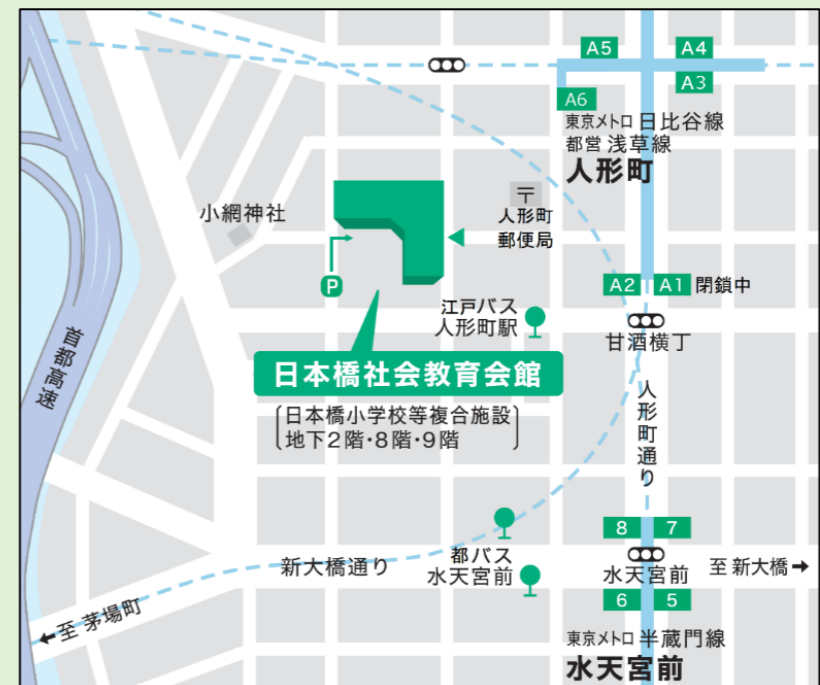 A5
A4
A3
A6
東京メトロ 日比谷線
都営 浅草線
人形町
〒
人形町
郵便局
小網神社
P
A2
A1
閉鎖中
江戸バス
人形町駅
甘酒横丁
首都高速
日本橋社会教育会館
日本橋小学校等複合施設
地下2階・8階・9階
人形町通り
8
7
新大橋通り
都バス
水天宮前
水天宮前
至 新大橋→
6
5
←至 茅場町
東京メトロ 半蔵門線
水天宮前